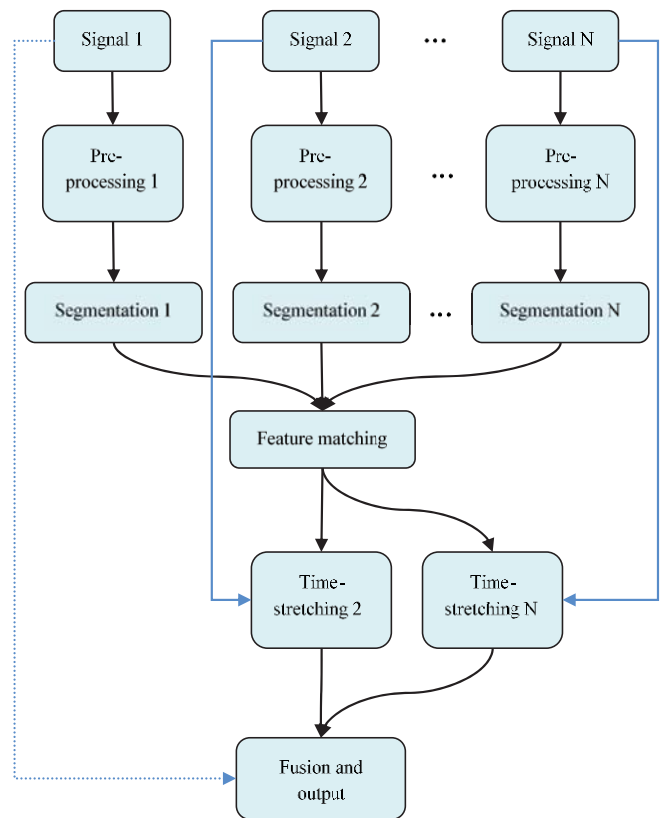 Signal 1
Signal 2
...
Signal N
Pre-
processing 1
Pre-
processing 2
...
Pre-
processing N
Segmentation 1
Segmentation 2
...
Segmentation N
Feature matching
Time-
stretching 2
Time-
stretching N
Fusion and
output